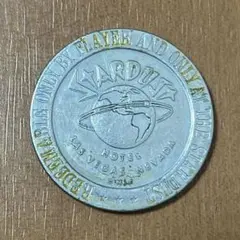 REDEEMABLE ONLY BY PLAYER AND ONLY AT THE STARDUST
STARDUST
HOTEL
LAS VEGAS, NEVADA